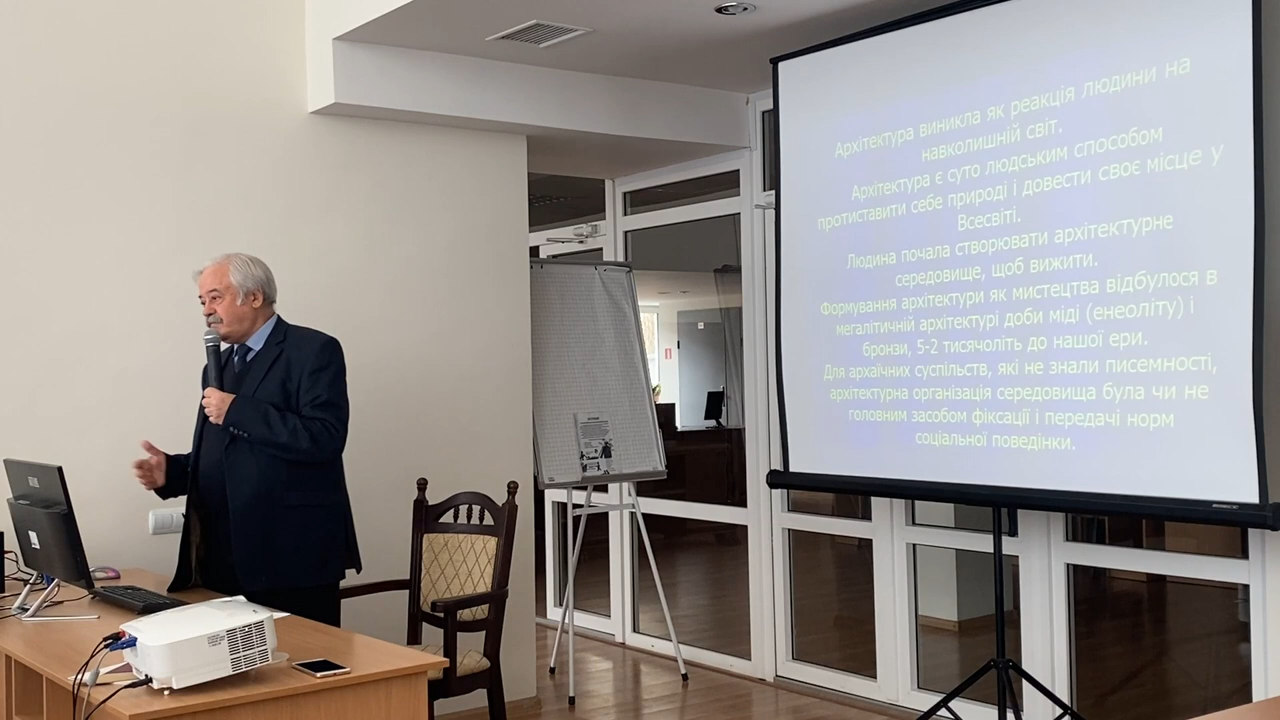 Архітектура виникла як реакція людини на
навколишній світ.
Архітектура є суто людським способом
протиставити себе природі і довести своє місце у
Всесвіті.
Людина почала створювати архітектурне
середовище, щоб вижити.
Формування архітектури як мистецтва відбулося в
мегалітичній архітектурі доби міді (енеоліту) і
бронзи, 5-2 тисячоліть до нашої ери.
Для архаїчних суспільств, які не знали писемності,
архітектурна організація середовища була чи не
головним засобом фіксації і передачі норм
соціальної поведінки.